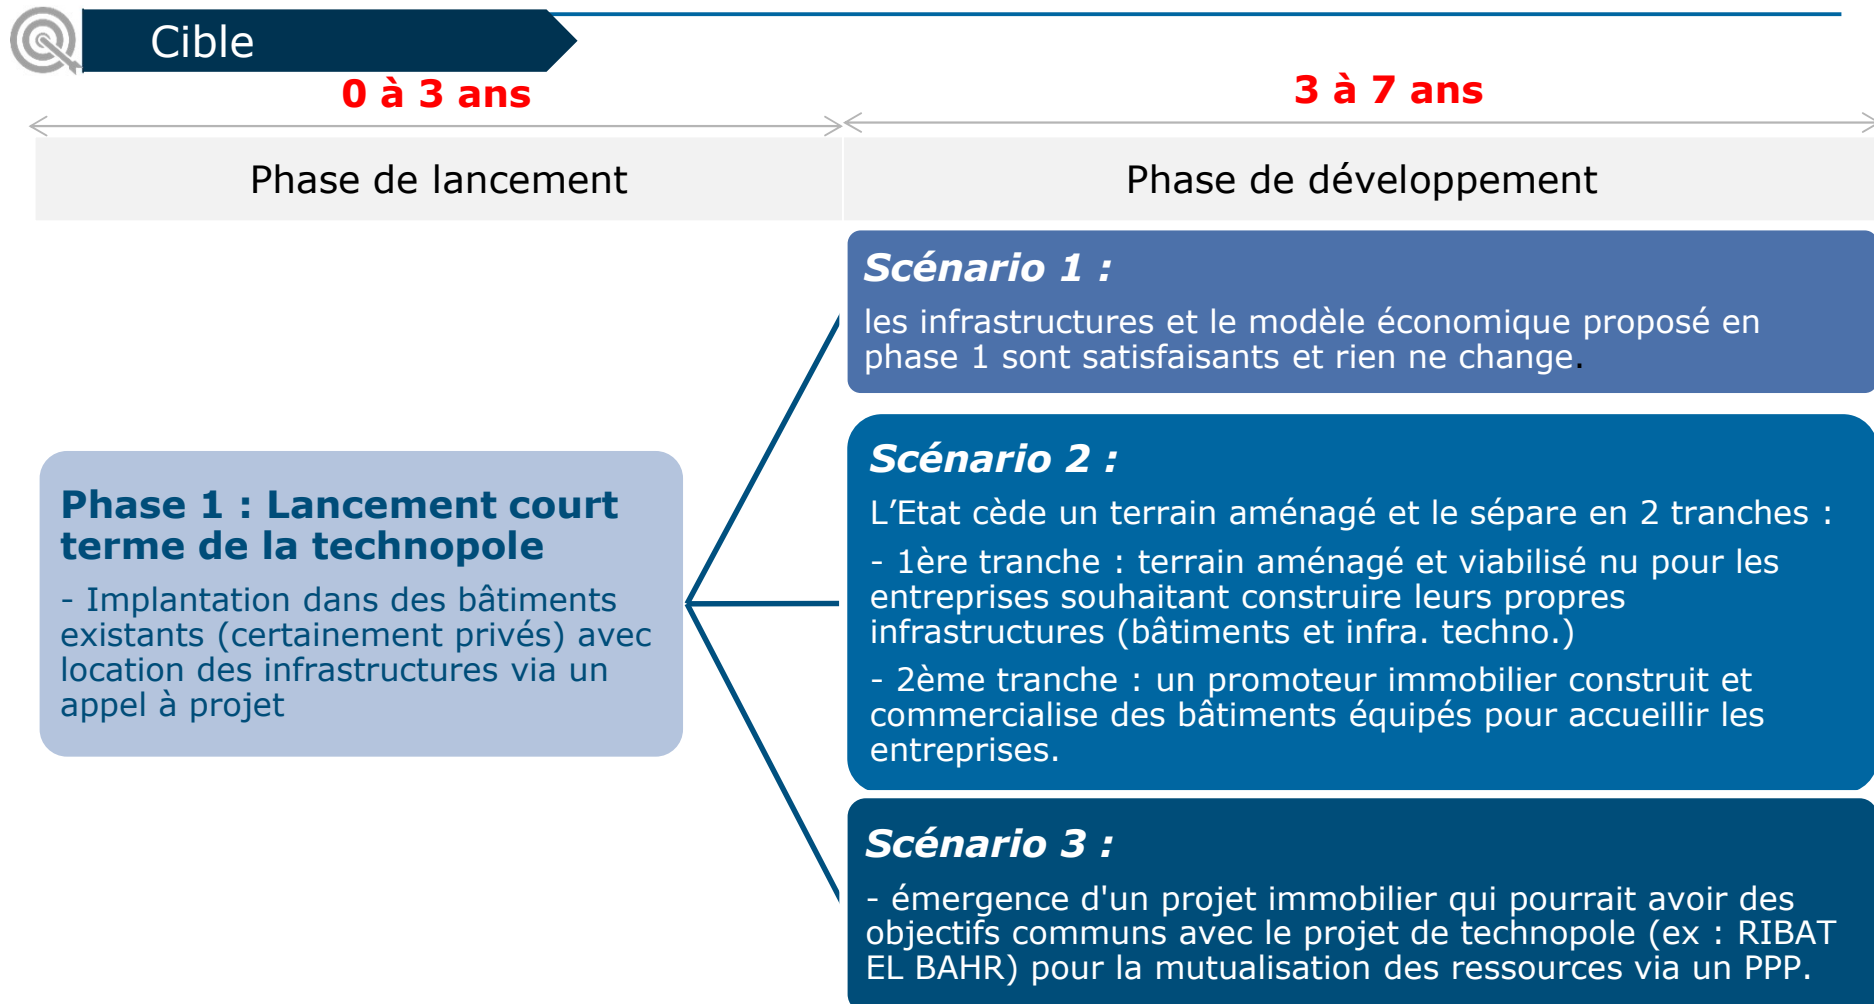 Cible
0 à 3 ans
3 à 7 ans
Phase de lancement
Phase de développement
Phase 1 : Lancement court
terme de la technopole
- Implantation dans des bâtiments
existants (certainement privés) avec
location des infrastructures via un
appel à projet
Scénario 1 :
les infrastructures et le modèle économique proposé en
phase 1 sont satisfaisants et rien ne change.
Scénario 2 :
L’Etat cède un terrain aménagé et le sépare en 2 tranches :
- 1ère tranche : terrain aménagé et viabilisé nu pour les
entreprises souhaitant construire leurs propres
infrastructures (bâtiments et infra. techno.)
- 2ème tranche : un promoteur immobilier construit et
commercialise des bâtiments équipés pour accueillir les
entreprises.
Scénario 3 :
- émergence d'un projet immobilier qui pourrait avoir des
objectifs communs avec le projet de technopole (ex : RIBAT
EL BAHR) pour la mutualisation des ressources via un PPP.